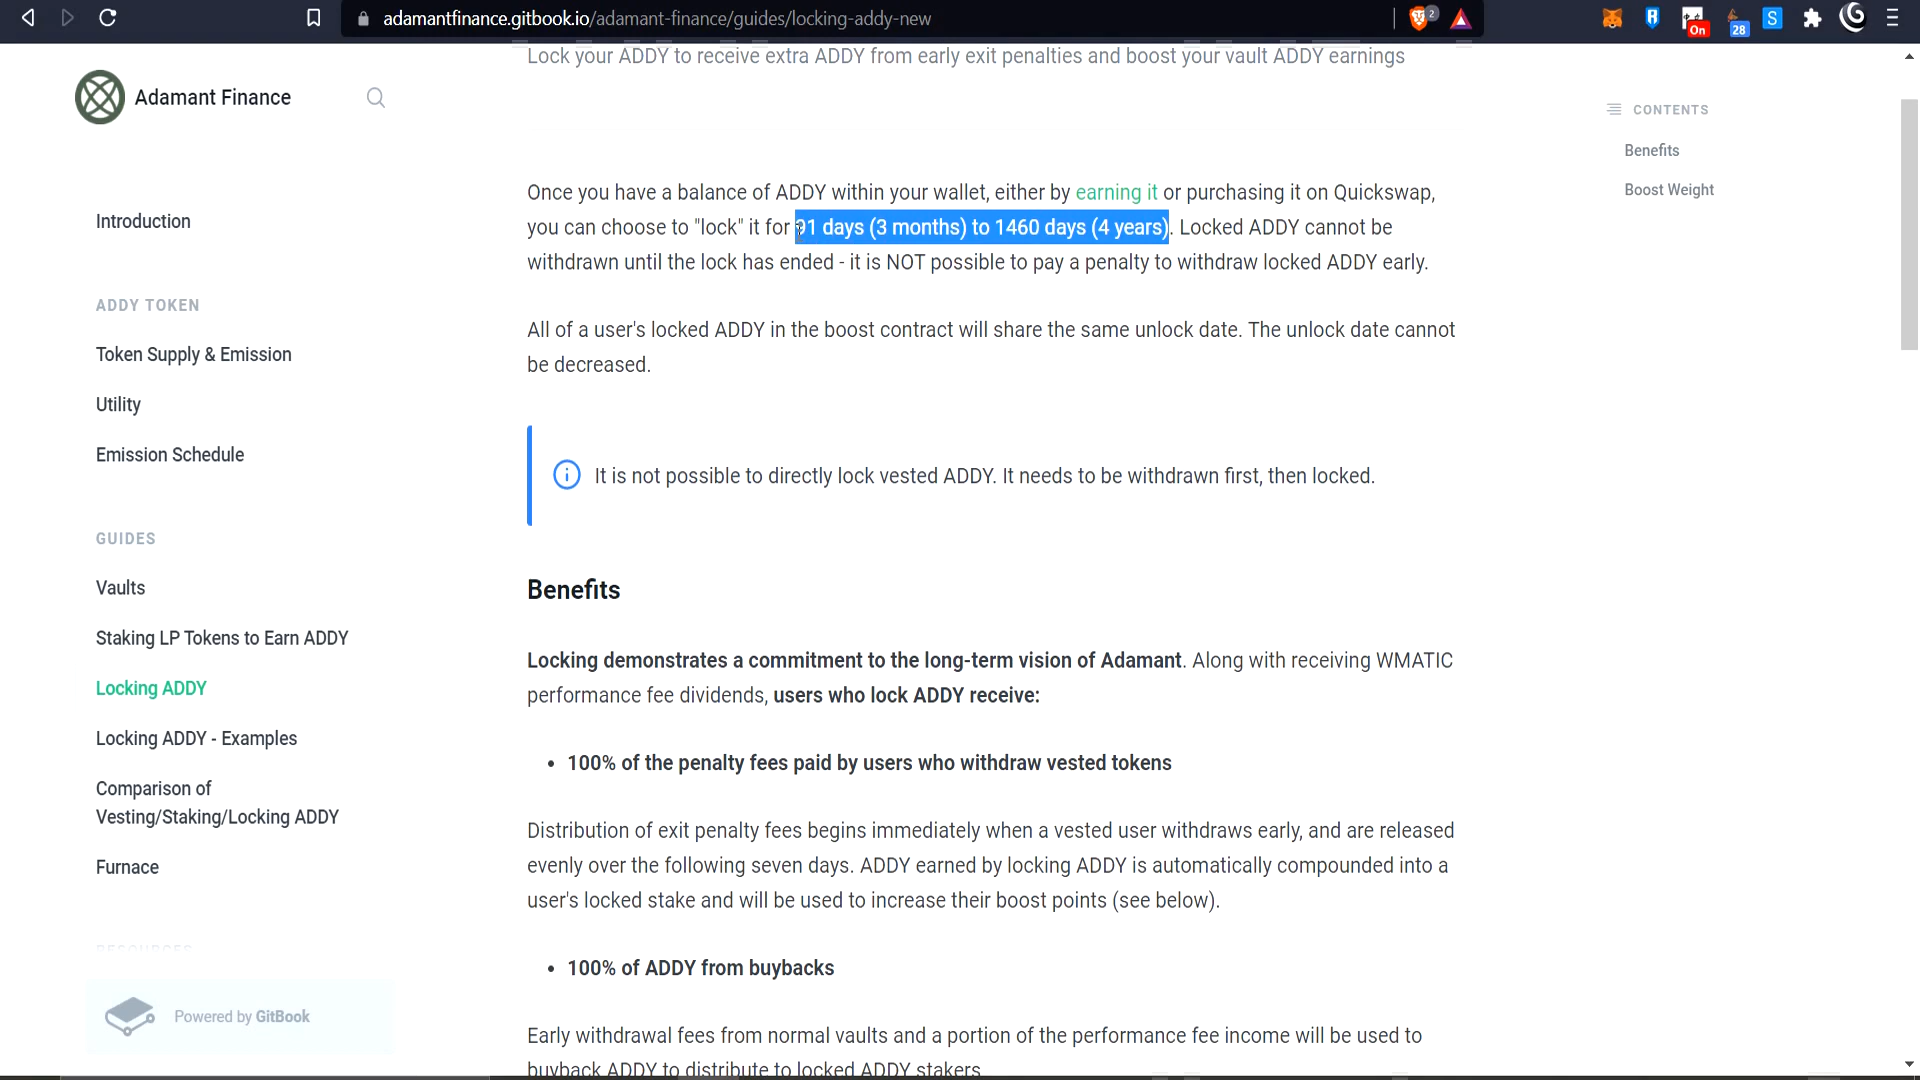 adamantfinance.gitbook.io/adamant-finance/guides/locking-addy-new
2
On
28
S
Lock your ADDY to receive extra ADDY from early exit penalties and boost your vault ADDY earnings
Adamant Finance
Introduction
ADDY TOKEN
Token Supply & Emission
Utility
Emission Schedule
GUIDES
Vaults
Staking LP Tokens to Earn ADDY
Locking ADDY
Locking ADDY - Examples
Comparison of
Vesting/Staking/Locking ADDY
Furnace
RESOURCES
Powered by GitBook
Once you have a balance of ADDY within your wallet, either by earning it or purchasing it on Quickswap,
you can choose to "lock" it for 91 days (3 months) to 1460 days (4 years). Locked ADDY cannot be
withdrawn until the lock has ended - it is NOT possible to pay a penalty to withdraw locked ADDY early.
All of a user's locked ADDY in the boost contract will share the same unlock date. The unlock date cannot
be decreased.
It is not possible to directly lock vested ADDY. It needs to be withdrawn first, then locked.
Benefits
Locking demonstrates a commitment to the long-term vision of Adamant. Along with receiving WMATIC
performance fee dividends, users who lock ADDY receive:
• 100% of the penalty fees paid by users who withdraw vested tokens
Distribution of exit penalty fees begins immediately when a vested user withdraws early, and are released
evenly over the following seven days. ADDY earned by locking ADDY is automatically compounded into a
user's locked stake and will be used to increase their boost points (see below).
• 100% of ADDY from buybacks
Early withdrawal fees from normal vaults and a portion of the performance fee income will be used to
buyback ADDY to distribute to locked ADDY stakers
CONTENTS
Benefits
Boost Weight